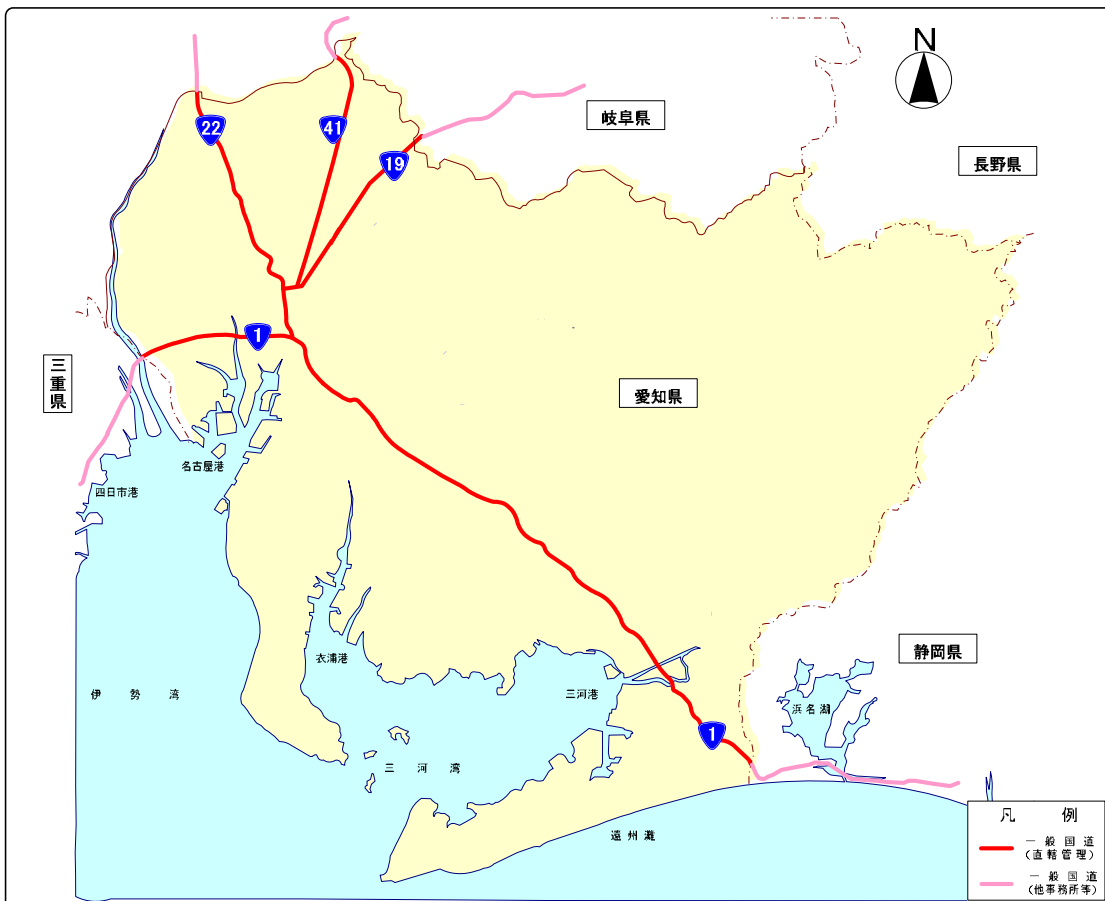 N
岐阜県
22
41
長野県
19
1
三重県
愛知県
名古屋港
四日市港
静岡県
衣浦港
伊勢湾
三河港
浜名湖
1
三河湾
遠州灘
凡例
一般国道
(直轄管理)
一般国道
(他事務所等)